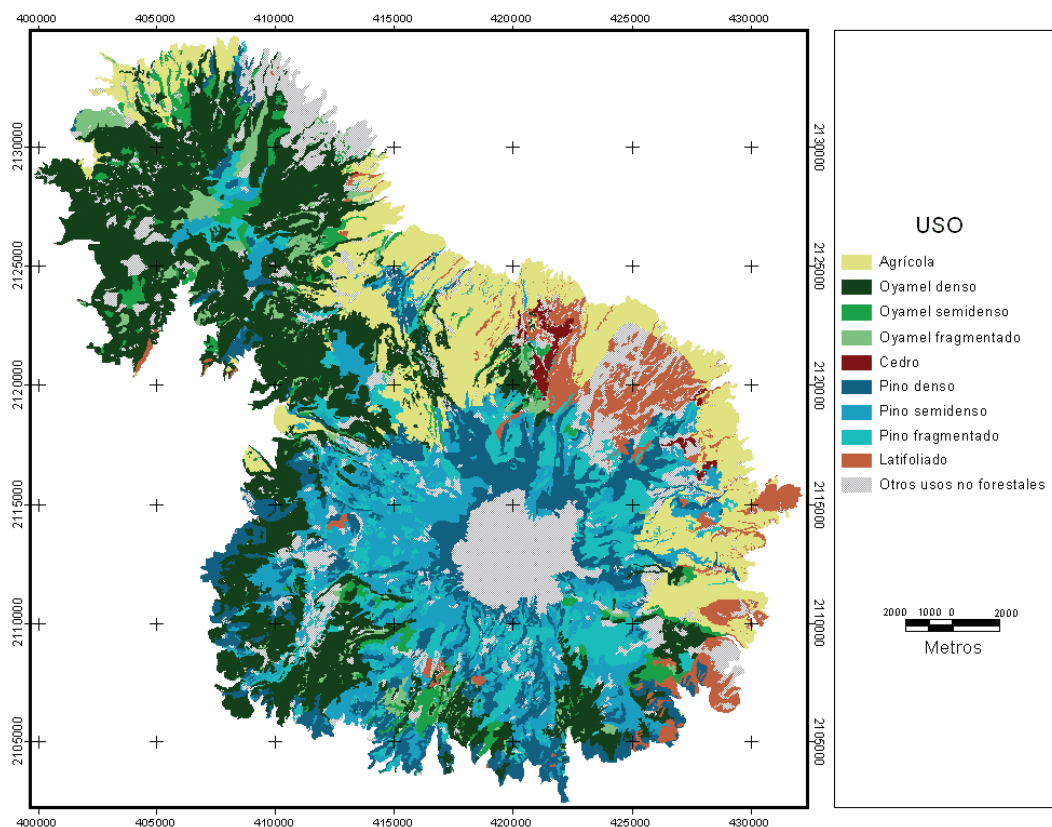 400000 405000 410000 415000 420000 425000 430000
2130000 2130000
2125000 2125000
2120000 2120000
2115000 2115000
2110000 2110000
2105000 2105000
400000 405000 410000 415000 420000 425000 430000
USO
Agrícola
Oyamel denso
Oyamel semidenso
Oyamel fragmentado
Cedro
Pino denso
Pino semidenso
Pino fragmentado
Latifoliado
Otros usos no forestales
2000 1000 0 2000
Metros